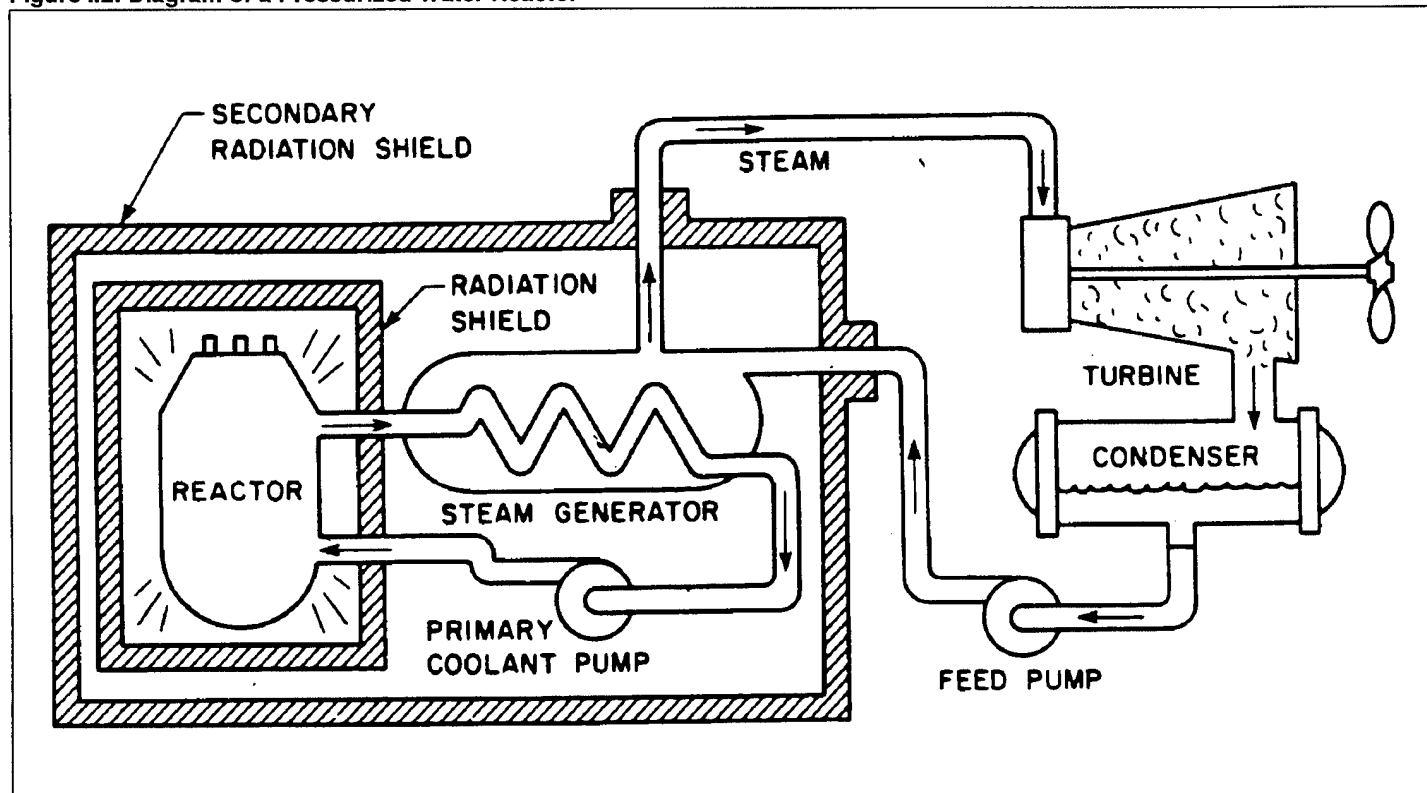 SECONDARY
RADIATION SHIELD
STEAM
RADIATION
SHIELD
TURBINE
CONDENSER
REACTOR
STEAM GENERATOR
PRIMARY
COOLANT PUMP
FEED PUMP